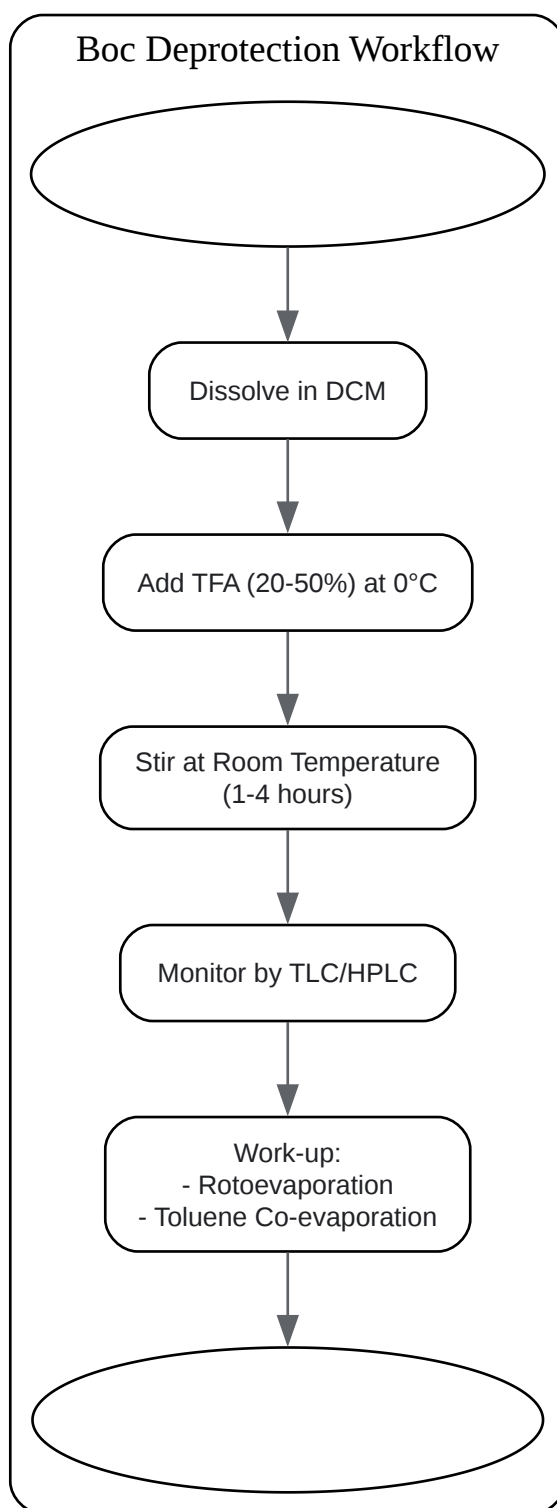 Boc Deprotection Workflow
Dissolve in DCM
Add TFA (20-50%) at 0°C
Stir at Room Temperature
(1-4 hours)
Monitor by TLC/HPLC
Work-up:
- Rotoevaporation
- Toluene Co-evaporation